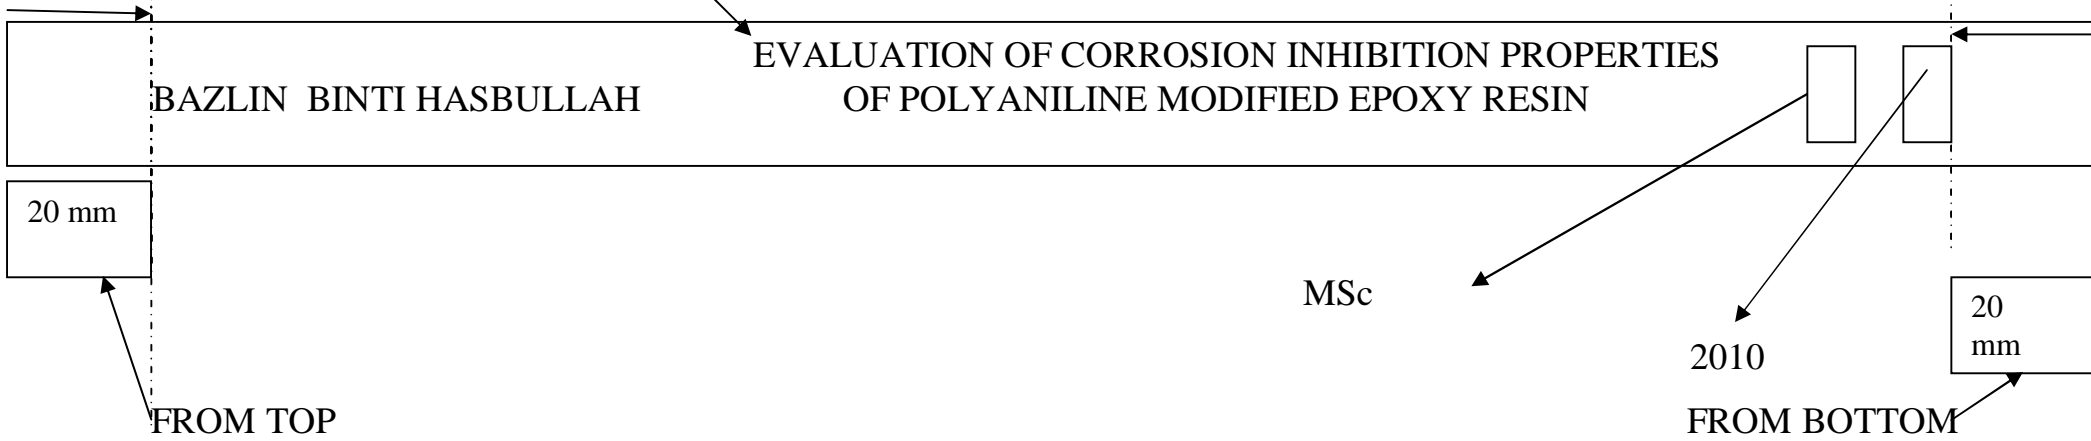 EVALUATION OF CORROSION INHIBITION PROPERTIES
BAZLIN BINTI HASBULLAH OF POLYANILINE MODIFIED EPOXY RESIN
20 mm
MSc
20
mm
2010
FROM TOP
FROM BOTTOM